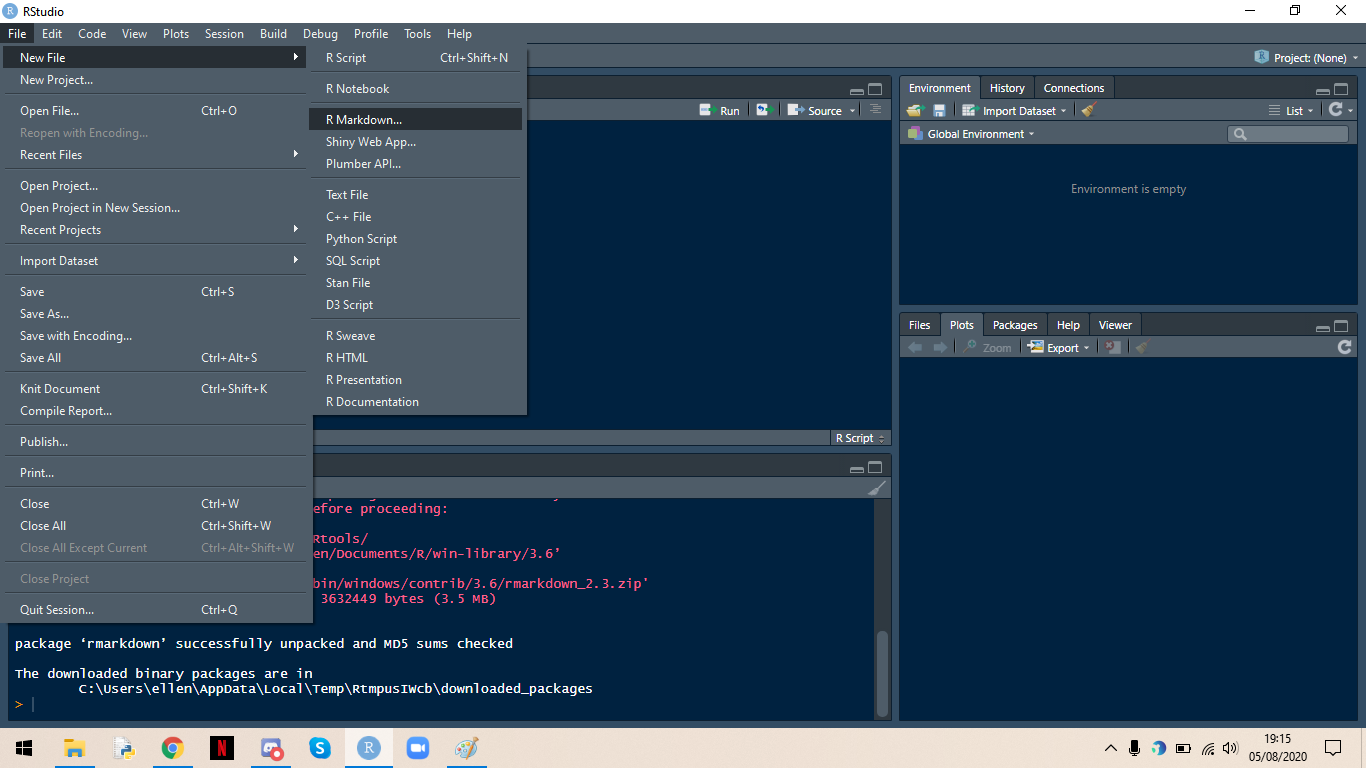 RStudio
File Edit Code View Plots Session Build Debug Profile Tools Help
Project: (None)
New File
New Project...
Open File... Ctrl+O
Reopen with Encoding...
Recent Files
Open Project...
Open Project in New Session...
Recent Projects
Import Dataset
Save Ctrl+S
Save As...
Save with Encoding...
Save All Ctrl+Alt+S
Knit Document Ctrl+Shift+K
Compile Report...
Publish...
Print...
Close Ctrl+W
Close All Ctrl+Shift+W
Close All Except Current Ctrl+Alt+Shift+W
Close Project
Quit Session... Ctrl+Q
R Script Ctrl+Shift+N
R Notebook
R Markdown...
Shiny Web App...
Plumber API...
Text File
C++ File
Python Script
SQL Script
Stan File
D3 Script
R Sweave
R HTML
R Presentation
R Documentation
Run Source
R Script
efore proceeding:
Rtools/
en/Documents/R/win-library/3.6’
bin/windows/contrib/3.6/rmarkdown_2.3.zip'
3632449 bytes (3.5 MB)
package ‘rmarkdown’ successfully unpacked and MD5 sums checked
The downloaded binary packages are in
C:\Users\ellen\AppData\Local\Temp\RtmpusIWcb\downloaded_packages
>
Environment History Connections
Import Dataset List
Global Environment
Environment is empty
Files Plots Packages Help Viewer
Zoom Export
19:15
05/08/2020